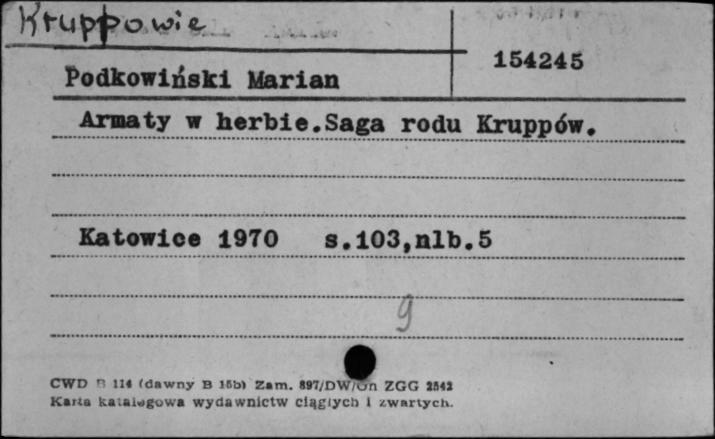 Kruppowie
154245
Podkowiński Marian
Armaty w herbie.Saga rodu Kruppów.
Katowice 1970 s.103,nlb.5
9
CWD B 114 (dawny B 15b) Zam. 897/DW/Gn ZGG 2542
Karta katalogowa wydawnictw ciągłych i zwartych.